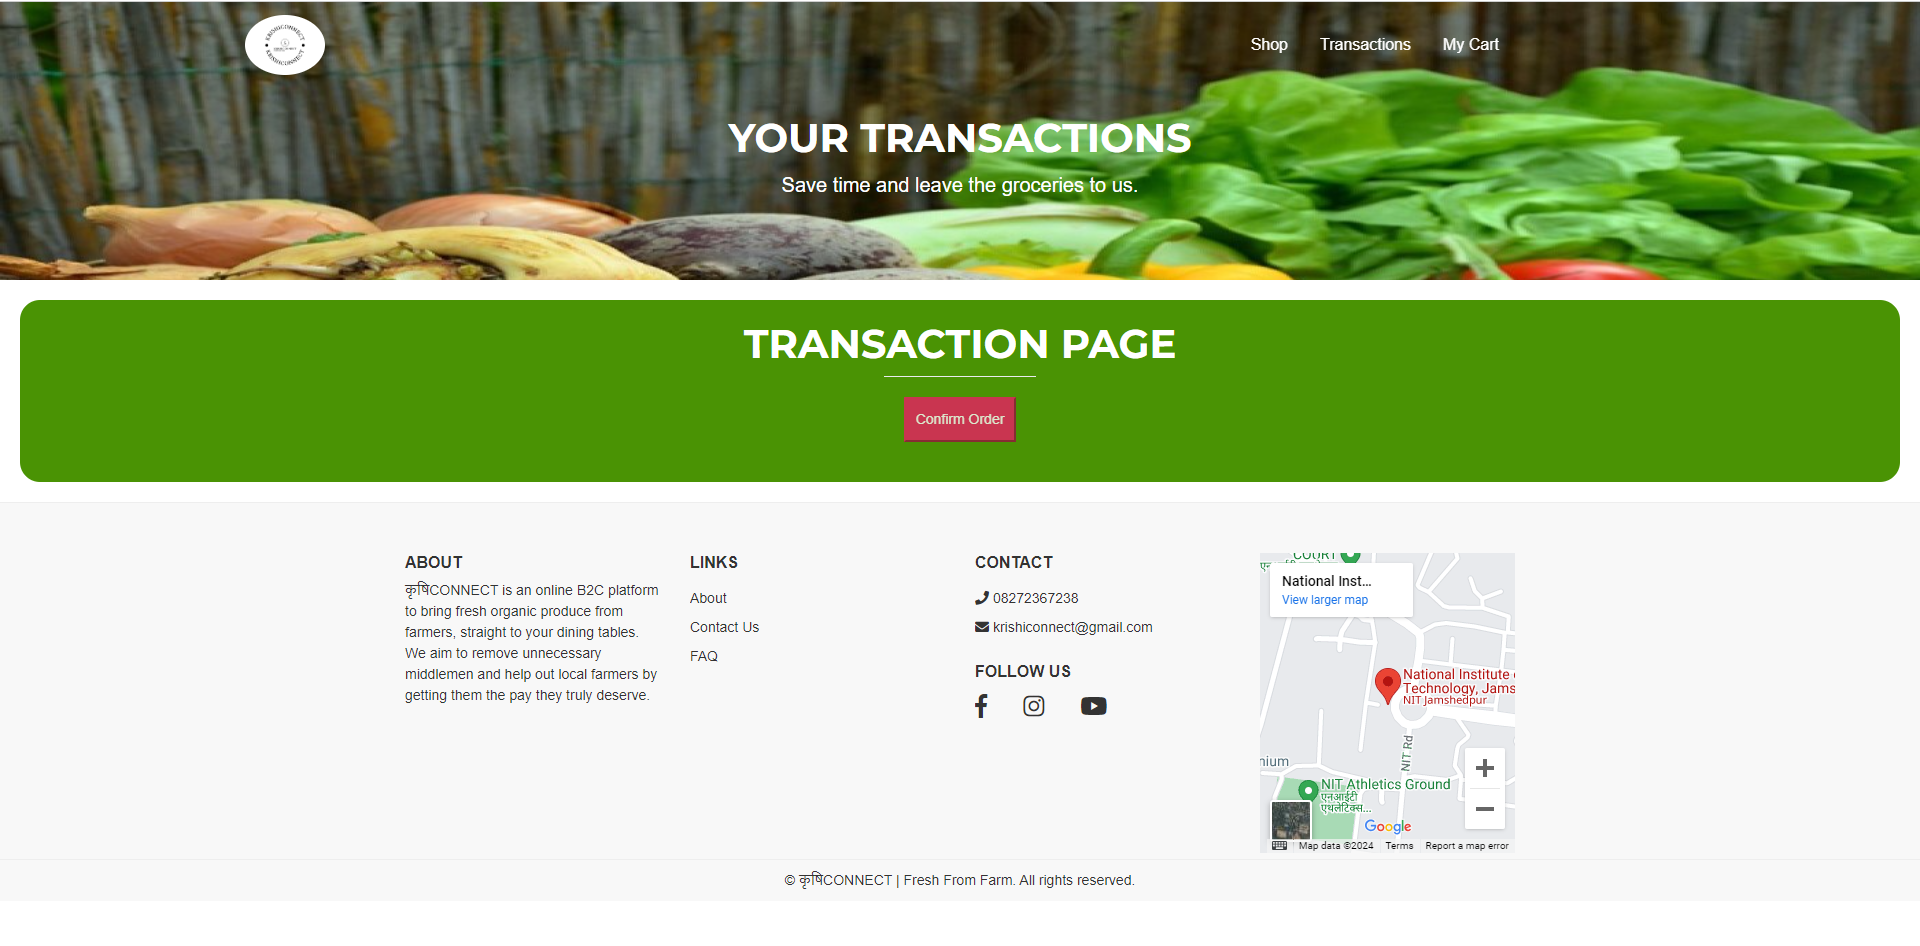 KRISHICONNECT
KRISHICONNECT
Shop
Transactions
My Cart
YOUR TRANSACTIONS
Save time and leave the groceries to us.
TRANSACTION PAGE
Confirm Order
ABOUT
कृषिCONNECT is an online B2C platform
to bring fresh organic produce from
farmers, straight to your dining tables.
We aim to remove unnecessary
middlemen and help out local farmers by
getting them the pay they truly deserve.
LINKS
About
Contact Us
FAQ
CONTACT
08272367238
krishiconnect@gmail.com
FOLLOW US
COURT
National Inst...
View larger map
National Institute
Technology, Jams
NIT Jamshedpur
NIT Rd
nium
NIT Athletics Ground
एनआईटी
एथलेटिक्स...
Google
Map data ©2024
Terms
Report a map error
© कृषिCONNECT | Fresh From Farm. All rights reserved.